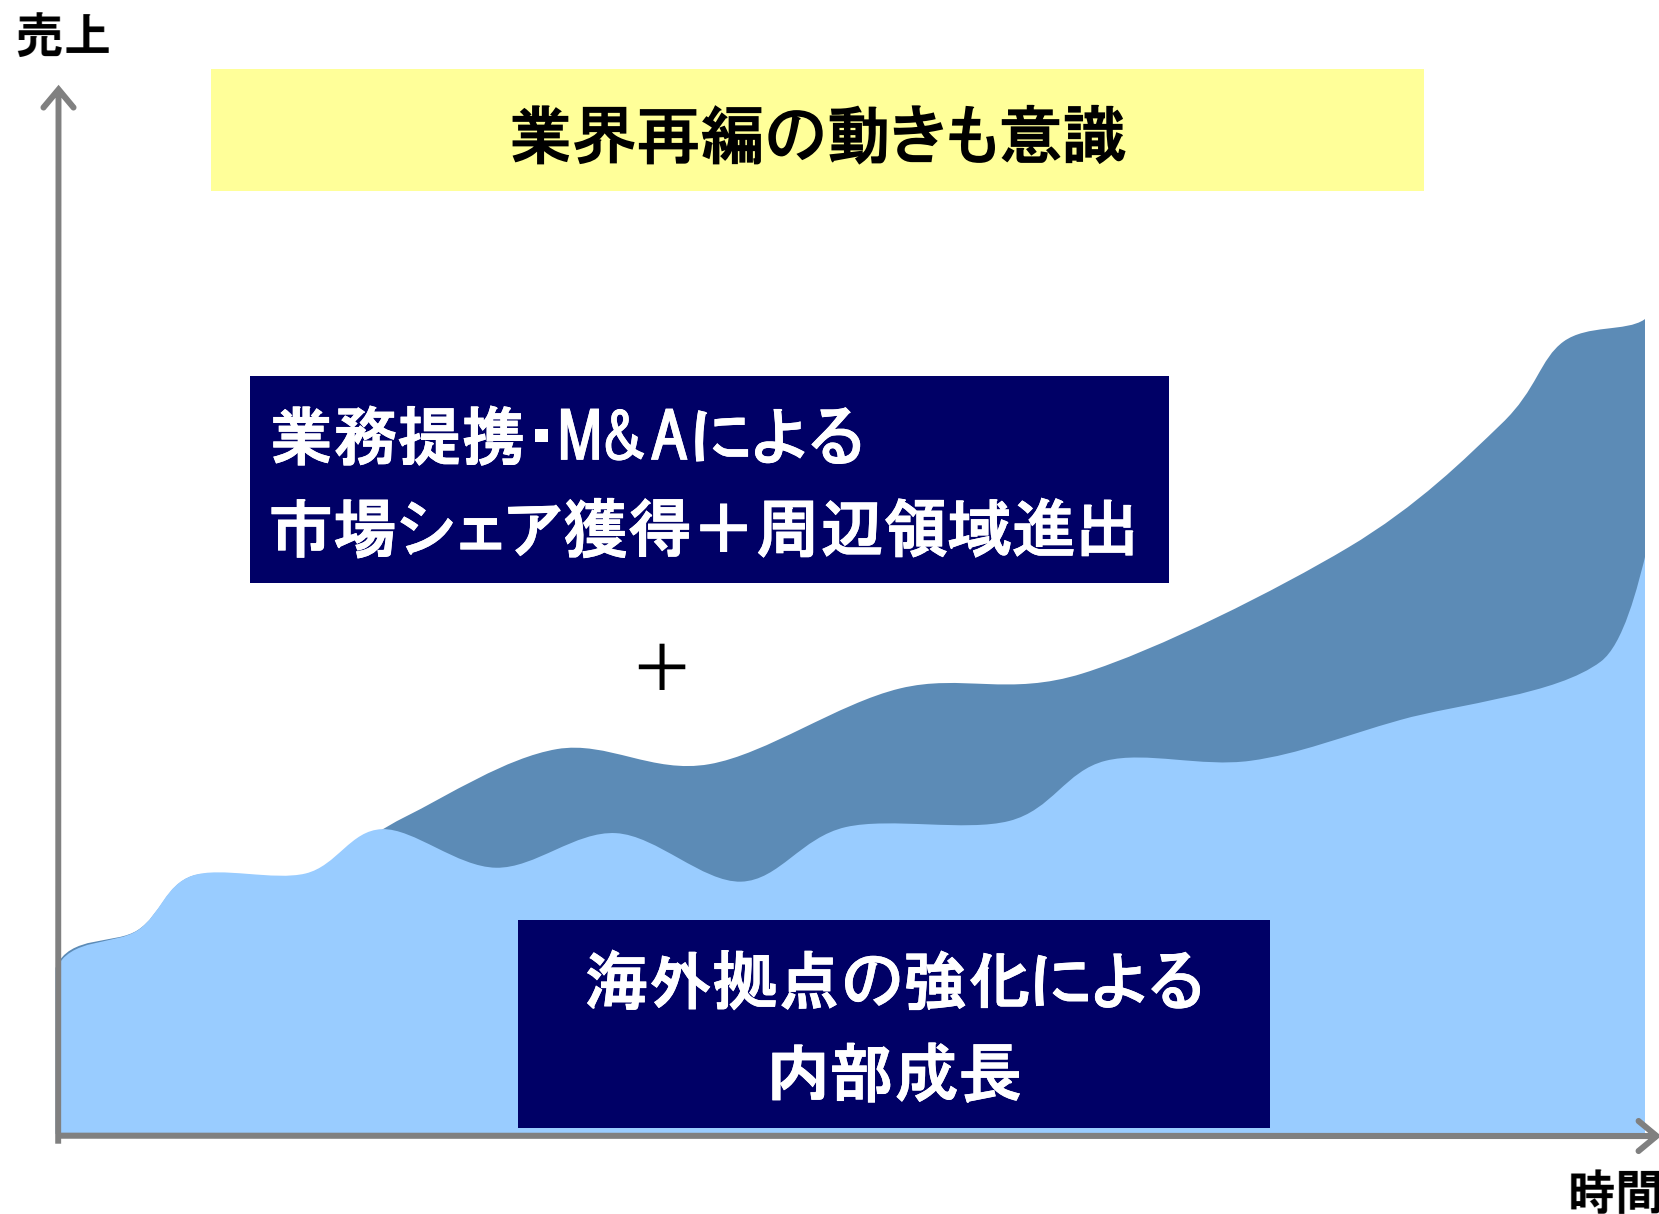 売上
業界再編の動きも意識
業務提携・M&Aによる
市場シェア獲得＋周辺領域進出
＋
海外拠点の強化による
内部成長
時間